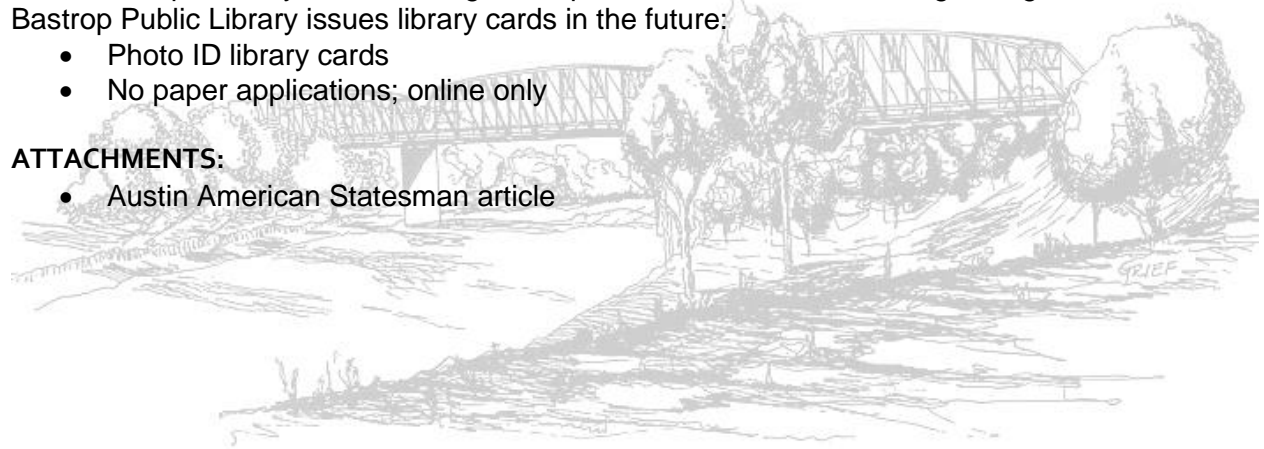 Bastrop Public Library issues library cards in the future:
• Photo ID library cards
• No paper applications; online only
ATTACHMENTS:
• Austin American Statesman article
GRIEF